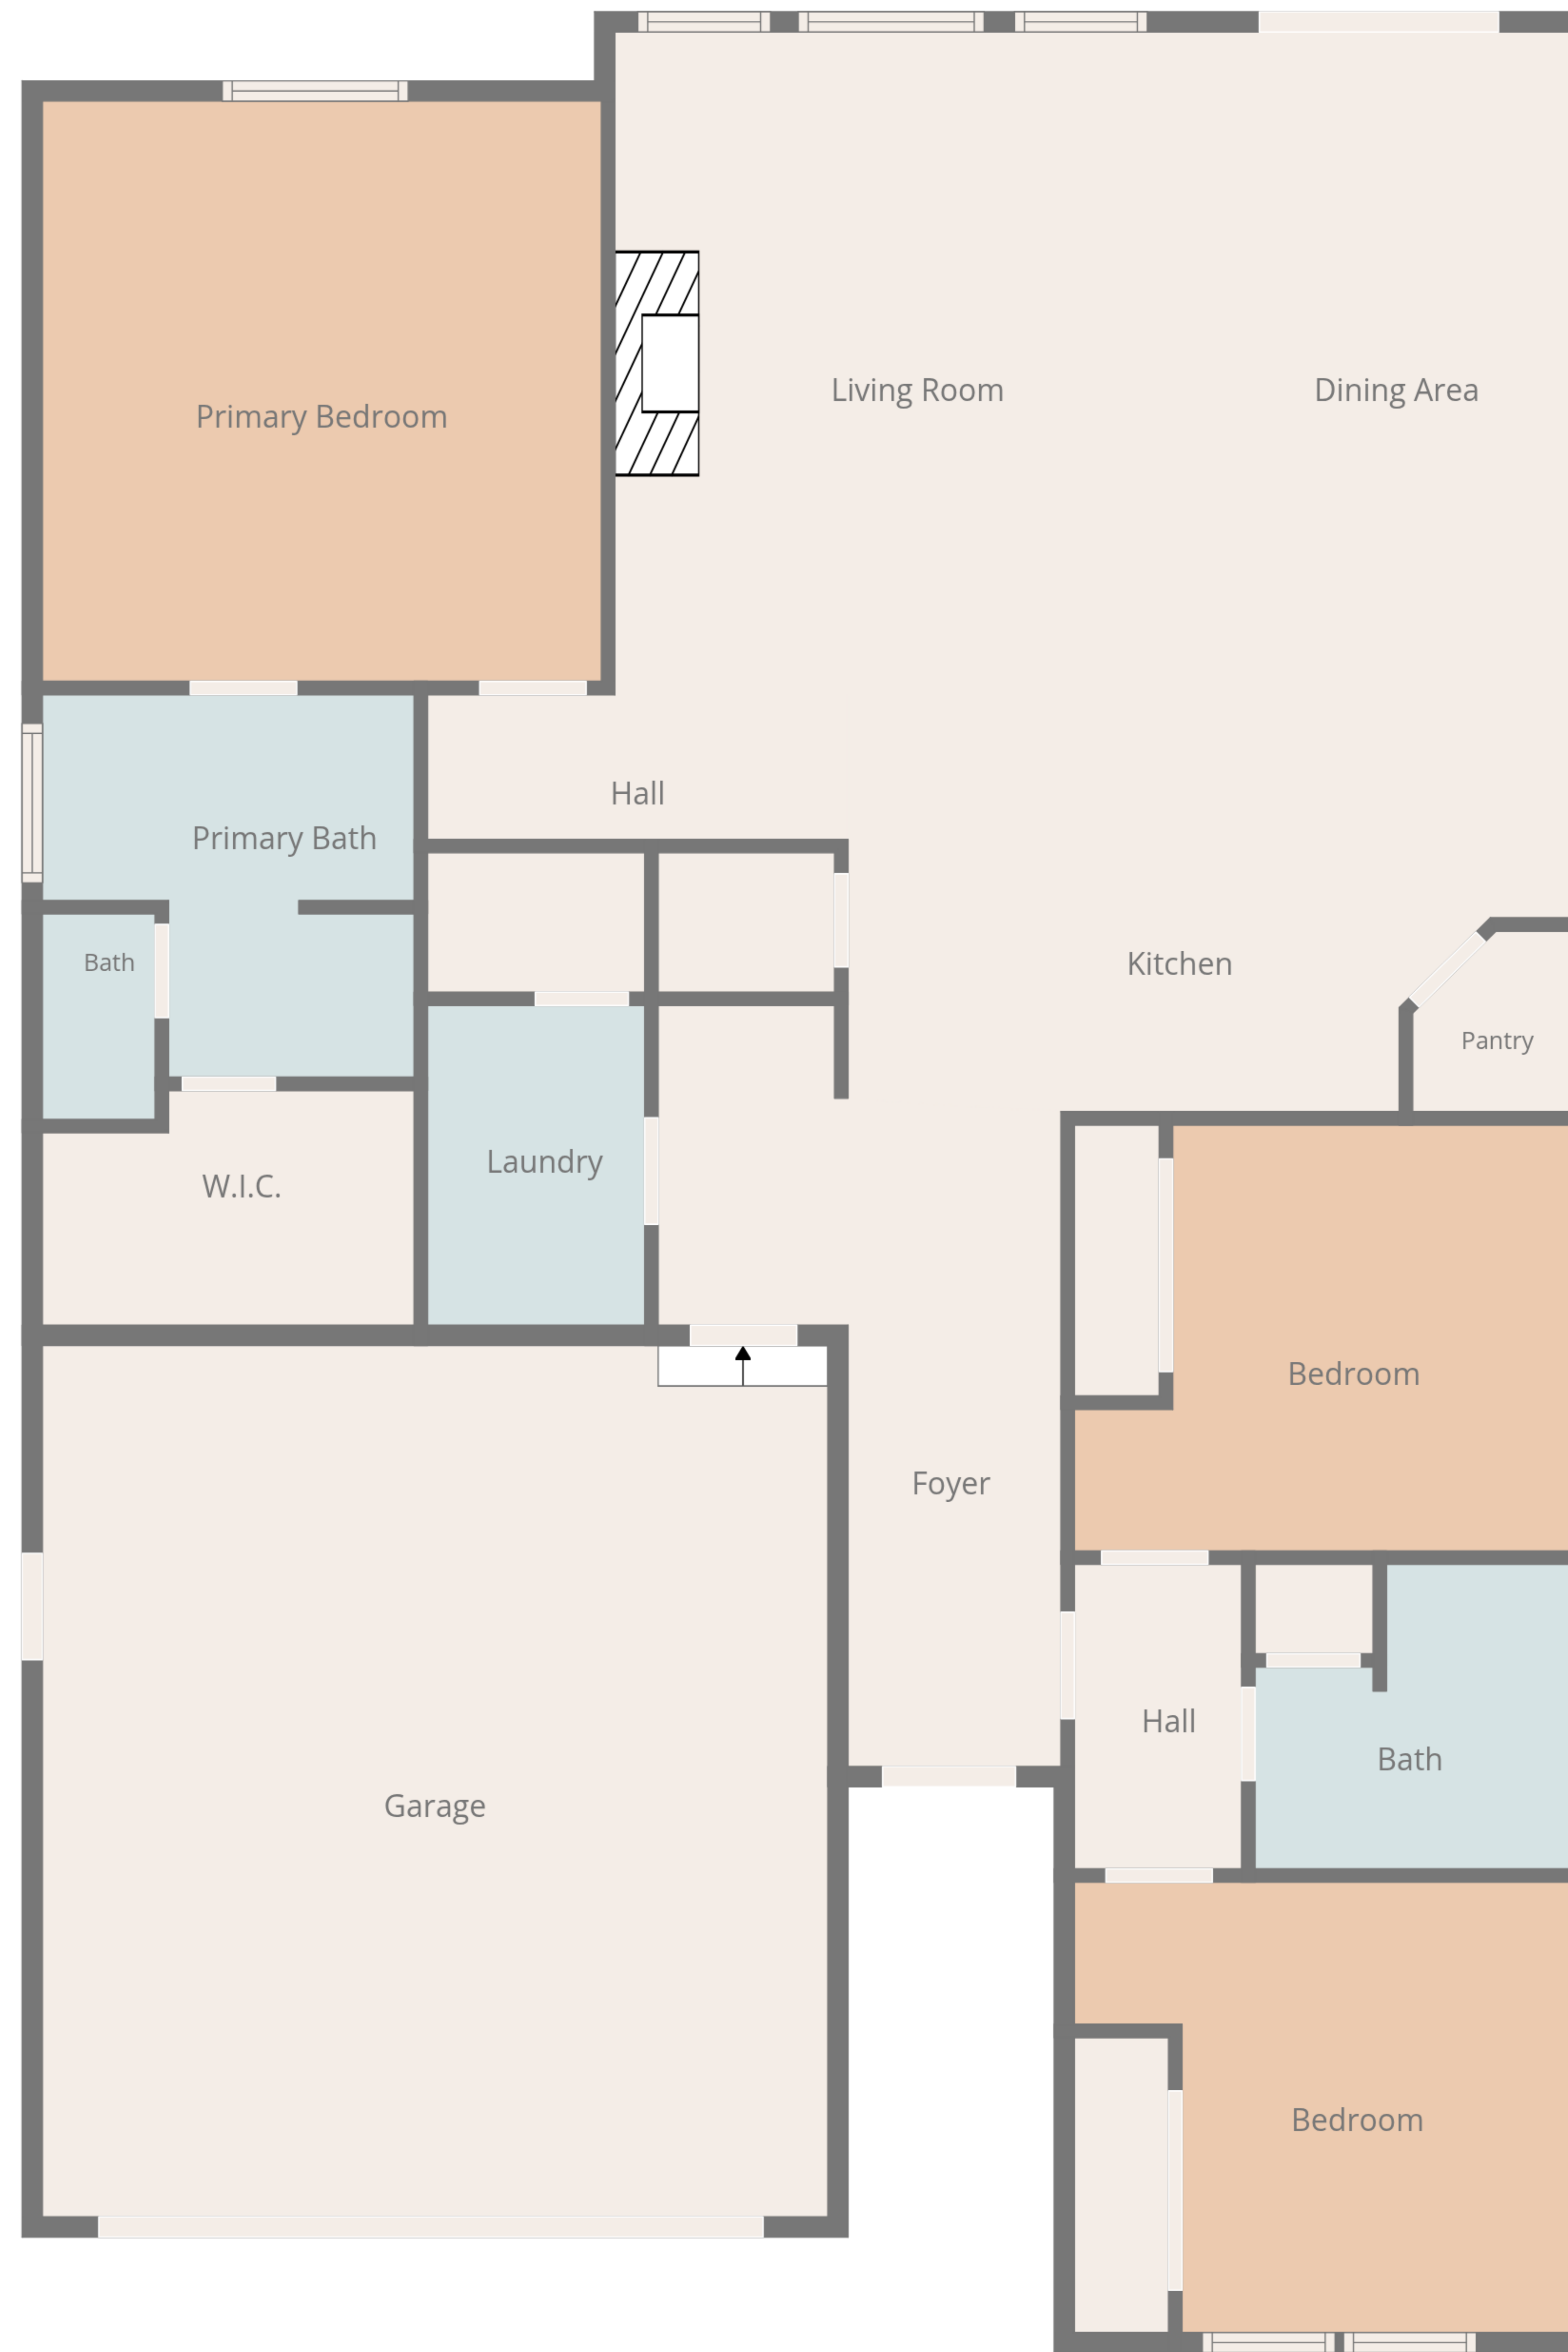 Living Room
Dining Area
Primary Bedroom
Hall
Primary Bath
Bath
Kitchen
Pantry
Laundry
W.I.C.
Bedroom
Foyer
Hall
Bath
Garage
Bedroom